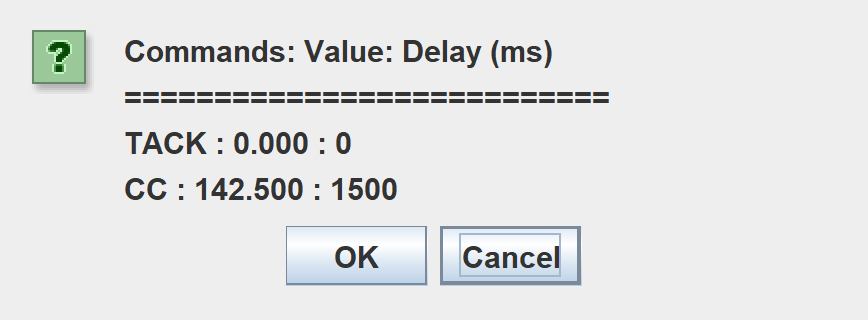 ?
Commands: Value: Delay (ms)
===========================
TACK : 0.000 : 0
CC : 142.500 : 1500
OK Cancel